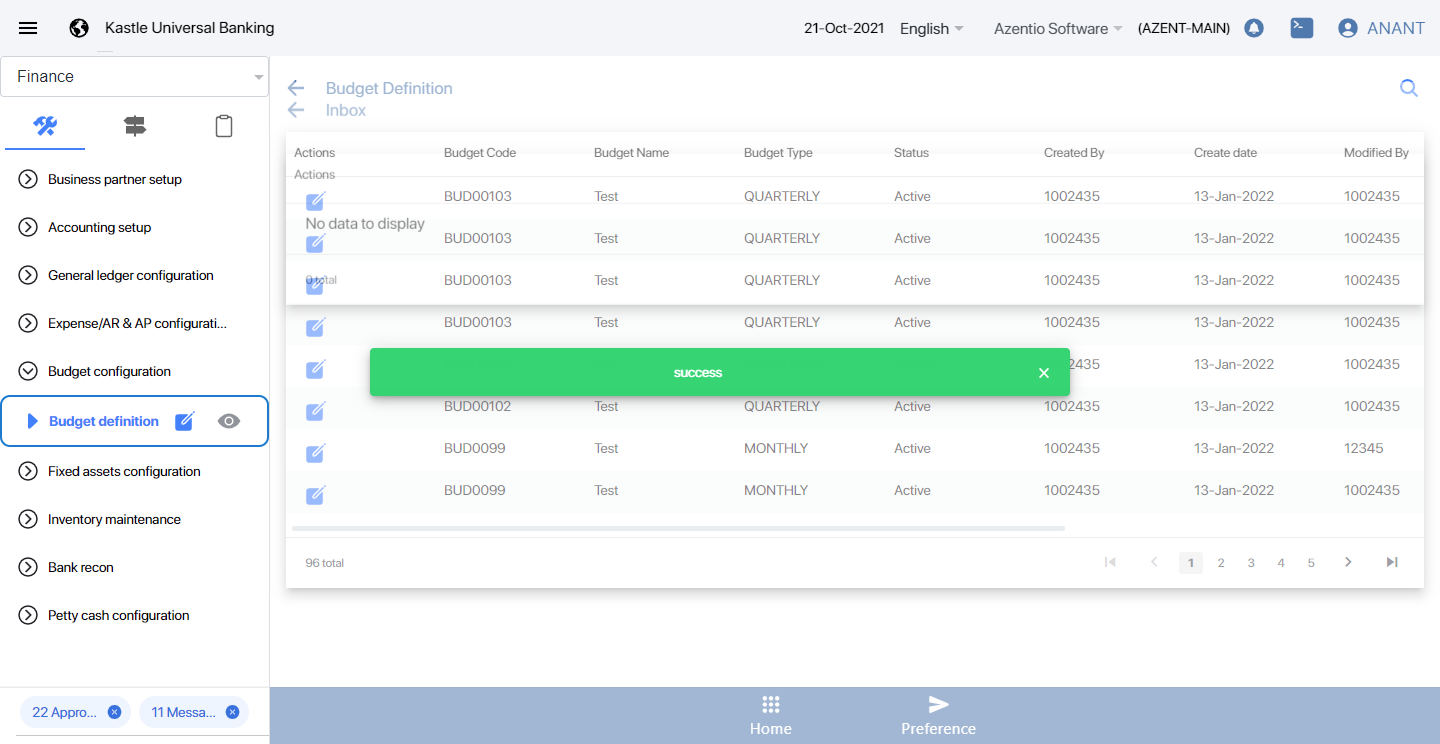 Kastle Universal Banking 21-Oct-2021 English Azentio Software (AZENT-MAIN) ANANT
Finance
Business partner setup
Accounting setup
General ledger configuration
Expense/AR & AP configurati...
Budget configuration
Budget definition
Fixed assets configuration
Inventory maintenance
Bank recon
Petty cash configuration
22 Appro... 11 Messa...
Budget Definition
Inbox
Actions Budget Code Budget Name Budget Type Status Created By Create date Modified By
Actions
BUD00103 Test QUARTERLY Active 1002435 13-Jan-2022 1002435
No data to display
BUD00103 Test QUARTERLY Active 1002435 13-Jan-2022 1002435
0 total
BUD00103 Test QUARTERLY Active 1002435 13-Jan-2022 1002435
BUD00103 Test QUARTERLY Active 1002435 13-Jan-2022 1002435
success
2435 13-Jan-2022 1002435
BUD00102 Test QUARTERLY Active 1002435 13-Jan-2022 1002435
BUD0099 Test MONTHLY Active 1002435 13-Jan-2022 12345
BUD0099 Test MONTHLY Active 1002435 13-Jan-2022 1002435
96 total 1 2 3 4 5
Home Preference